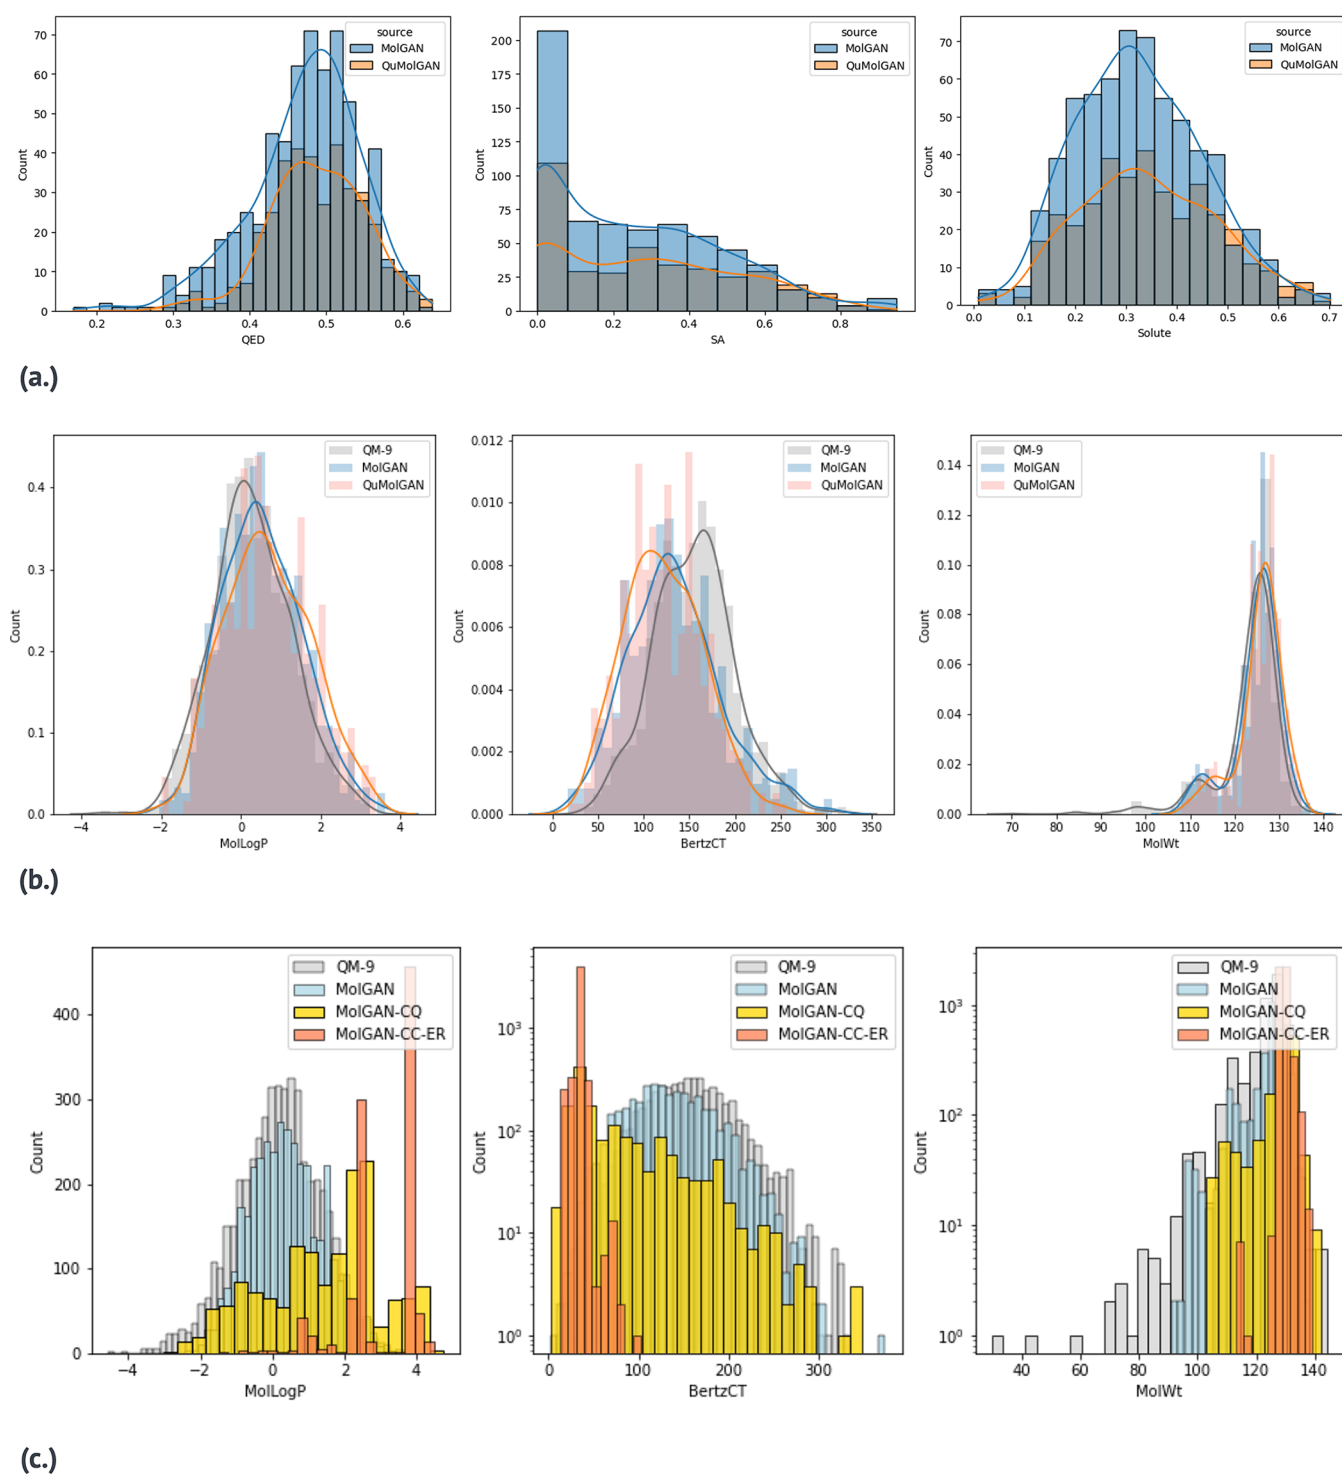 source
MolGAN
QuMolGAN
Count
70
60
50
40
30
20
10
0
0.2 0.3 0.4 0.5 0.6
QED
source
MolGAN
QuMolGAN
Count
200
175
150
125
100
75
50
25
0
0.0 0.2 0.4 0.6 0.8
SA
source
MolGAN
QuMolGAN
Count
70
60
50
40
30
20
10
0
0.0 0.1 0.2 0.3 0.4 0.5 0.6 0.7
Solute
(a.)
QM-9
MolGAN
QuMolGAN
Count
0.4
0.3
0.2
0.1
0.0
−4 −2 0 2 4
MolLogP
QM-9
MolGAN
QuMolGAN
Count
0.012
0.010
0.008
0.006
0.004
0.002
0.000
0 50 100 150 200 250 300 350
BertzCT
QM-9
MolGAN
QuMolGAN
Count
0.14
0.12
0.10
0.08
0.06
0.04
0.02
0.00
70 80 90 100 110 120 130 140
MolWt
(b.)
QM-9
MolGAN
MolGAN-CQ
MolGAN-CC-ER
Count
400
300
200
100
0
−4 −2 0 2 4
MolLogP
QM-9
MolGAN
MolGAN-CQ
MolGAN-CC-ER
Count
10³
10²
10¹
10⁰
0 100 200 300
BertzCT
QM-9
MolGAN
MolGAN-CQ
MolGAN-CC-ER
Count
10³
10²
10¹
10⁰
40 60 80 100 120 140
MolWt
(c.)